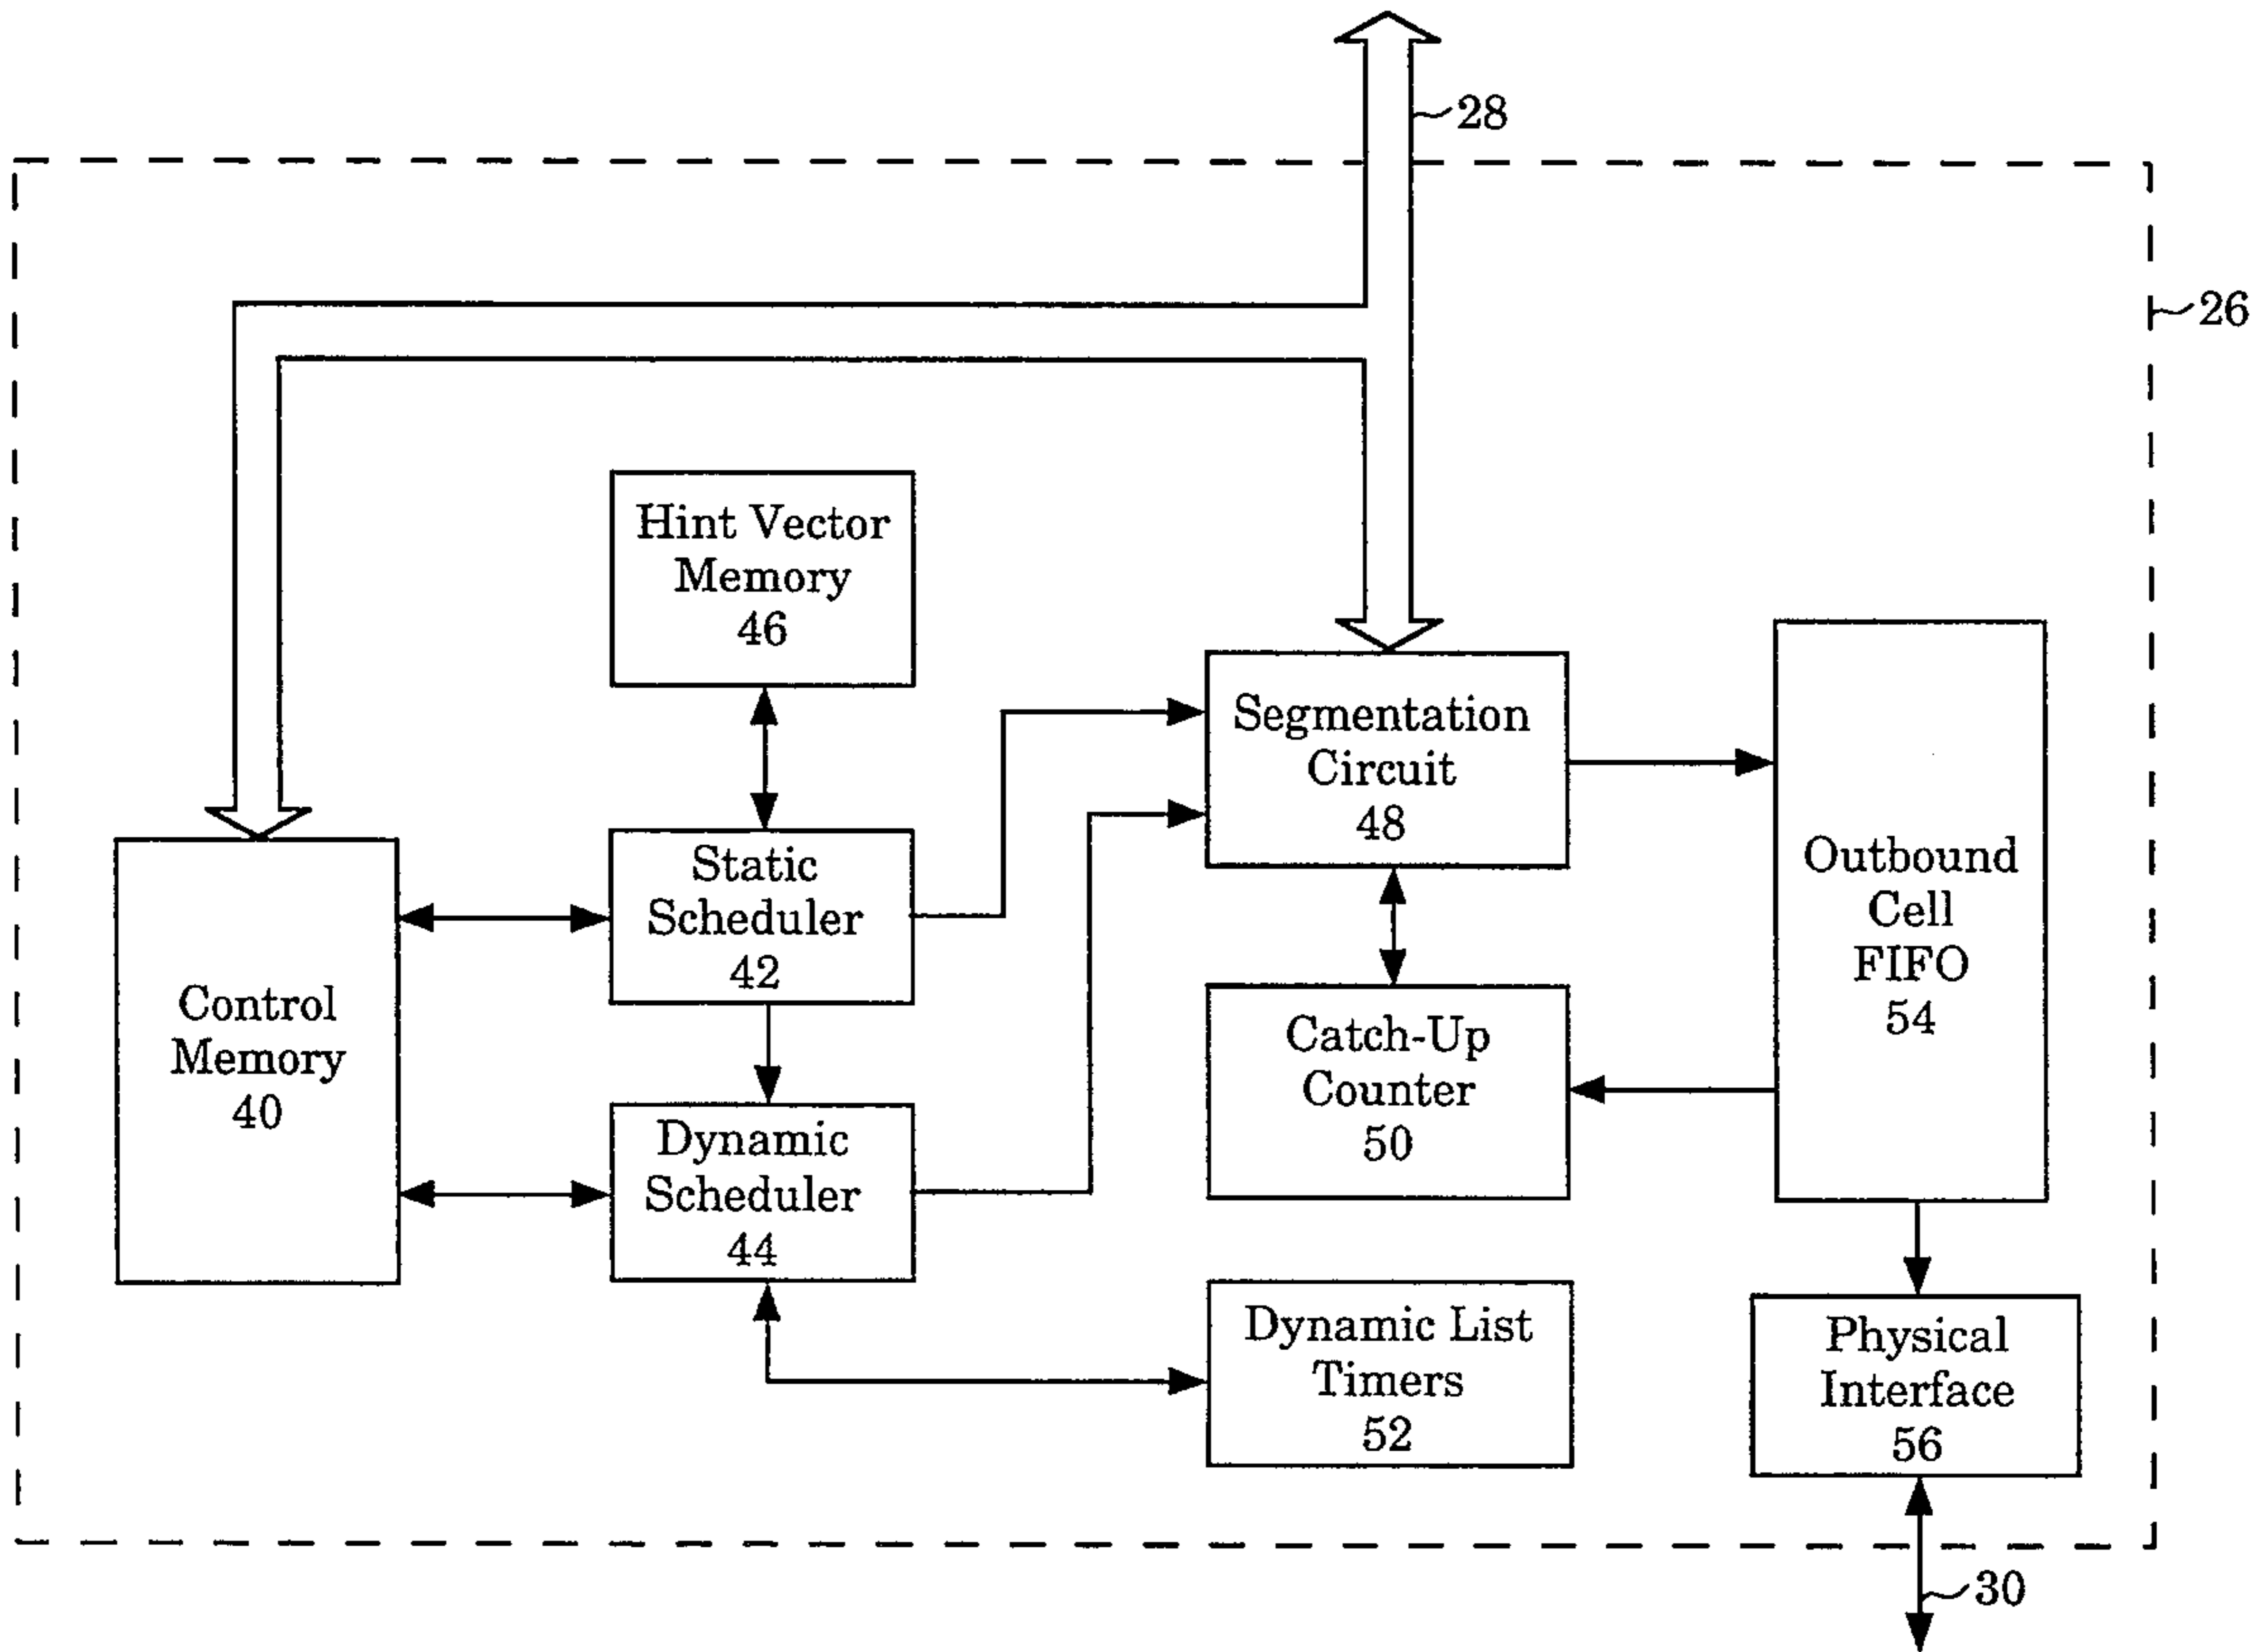 28
26
Hint Vector
Memory
46
Segmentation
Circuit
48
Outbound
Cell
FIFO
54
Static
Scheduler
42
Control
Memory
40
Catch-Up
Counter
50
Dynamic
Scheduler
44
Dynamic List
Timers
52
Physical
Interface
56
30